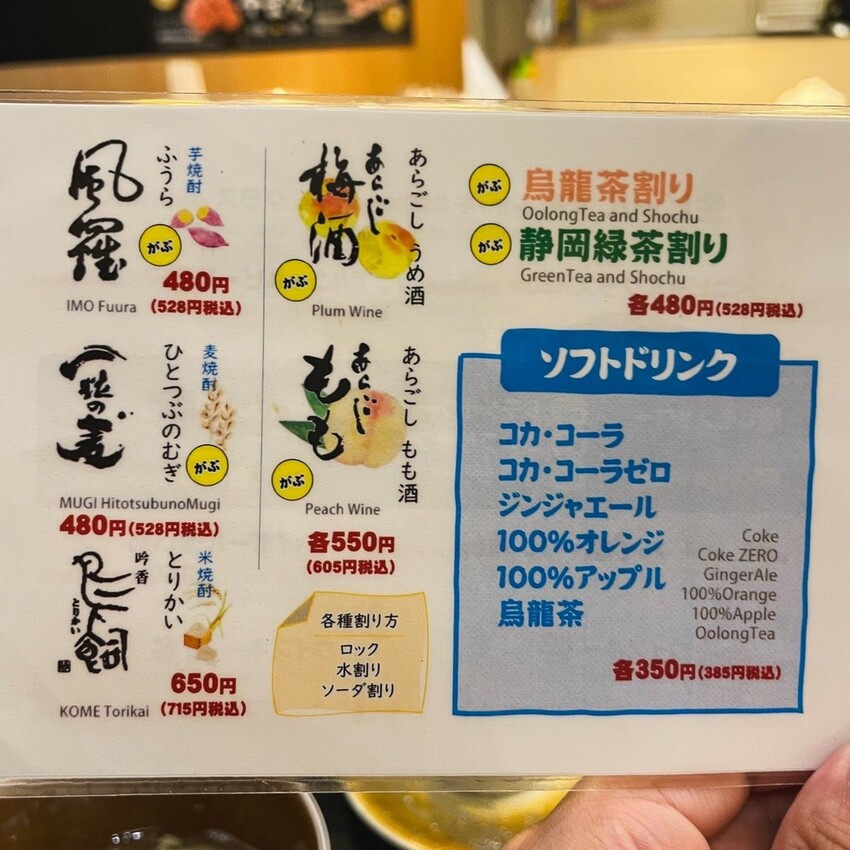 芋焼酎
ふうら
風羅
がぶ
480円
(528円税込)
IMO Fuura
麦焼酎
ひとつぶのむぎ
一粒の麦
がぶ
MUGI HitotsubunoMugi
480円(528円税込)
米焼酎
とりかい
吟香
鳥飼
とりかい
650円
(715円税込)
KOME Torikai
あらごし うめ酒
あらごし
梅酒
がぶ
Plum Wine
あらごし もも酒
あらごし
もも
がぶ
Peach Wine
各550円
(605円税込)
各種割り方
ロック
水割り
ソーダ割り
がぶ
烏龍茶割り
OolongTea and Shochu
がぶ
静岡緑茶割り
GreenTea and Shochu
各480円(528円税込)
ソフトドリンク
コカ・コーラ
コカ・コーラゼロ
ジンジャエール
100%オレンジ
100%アップル
烏龍茶
Coke
Coke ZERO
GingerAle
100%Orange
100%Apple
OolongTea
各350円(385円税込)